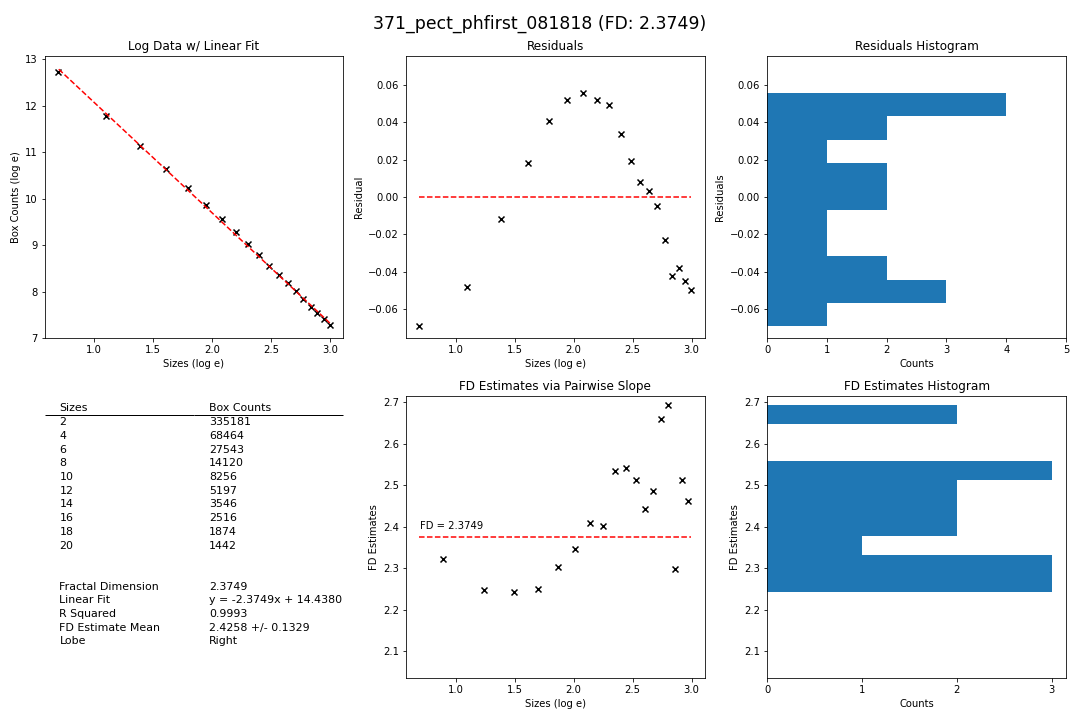 371_pect_phfirst_081818 (FD: 2.3749)
Log Data w/ Linear Fit
13
12
11
10
9
8
7
Box Counts (log e)
1.0 1.5 2.0 2.5 3.0
Sizes (log e)
Residuals
0.06
0.04
0.02
0.00
−0.02
−0.04
−0.06
Residual
1.0 1.5 2.0 2.5 3.0
Sizes (log e)
Residuals Histogram
0.06
0.04
0.02
0.00
−0.02
−0.04
−0.06
Residuals
0 1 2 3 4 5
Counts
Sizes Box Counts
2 335181
4 68464
6 27543
8 14120
10 8256
12 5197
14 3546
16 2516
18 1874
20 1442
Fractal Dimension 2.3749
Linear Fit y = -2.3749x + 14.4380
R Squared 0.9993
FD Estimate Mean 2.4258 +/- 0.1329
Lobe Right
FD Estimates via Pairwise Slope
2.7
2.6
2.5
2.4
2.3
2.2
2.1
FD Estimates
FD = 2.3749
1.0 1.5 2.0 2.5 3.0
Sizes (log e)
FD Estimates Histogram
2.7
2.6
2.5
2.4
2.3
2.2
2.1
FD Estimates
0 1 2 3
Counts